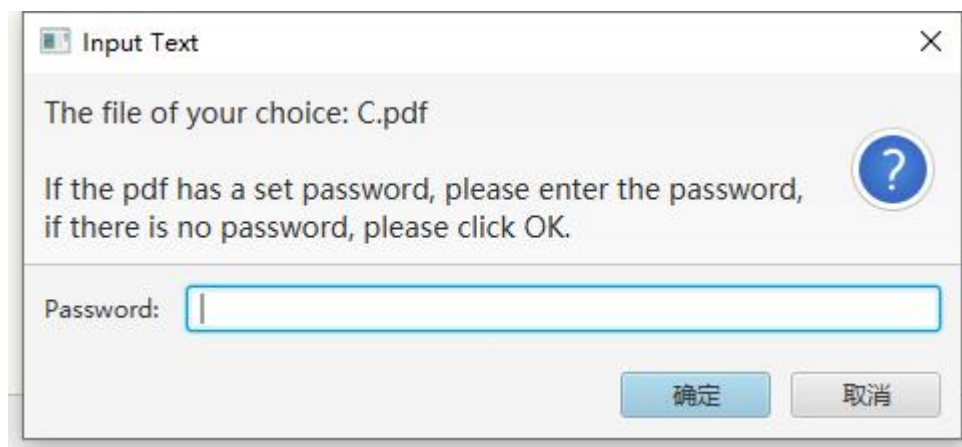 Input Text
The file of your choice: C.pdf
If the pdf has a set password, please enter the password,
if there is no password, please click OK.
Password:
确定 取消